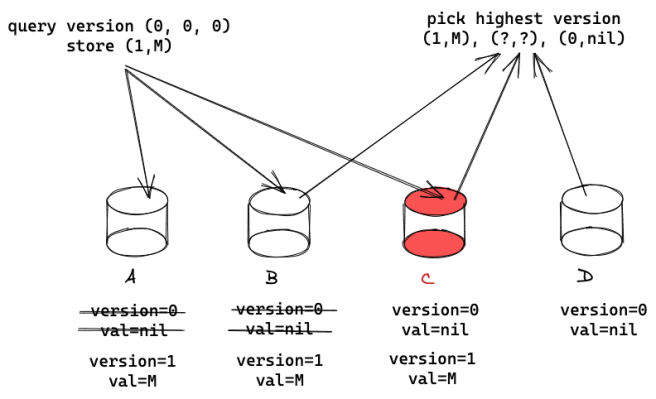 query version (0, 0, 0)
store (1,M)
pick highest version
(1,M), (?,?), (0,nil)
A
B
C
D
version=0
val=nil
version=1
val=M
version=0
val=nil
version=1
val=M
version=0
val=nil
version=1
val=M
version=0
val=nil